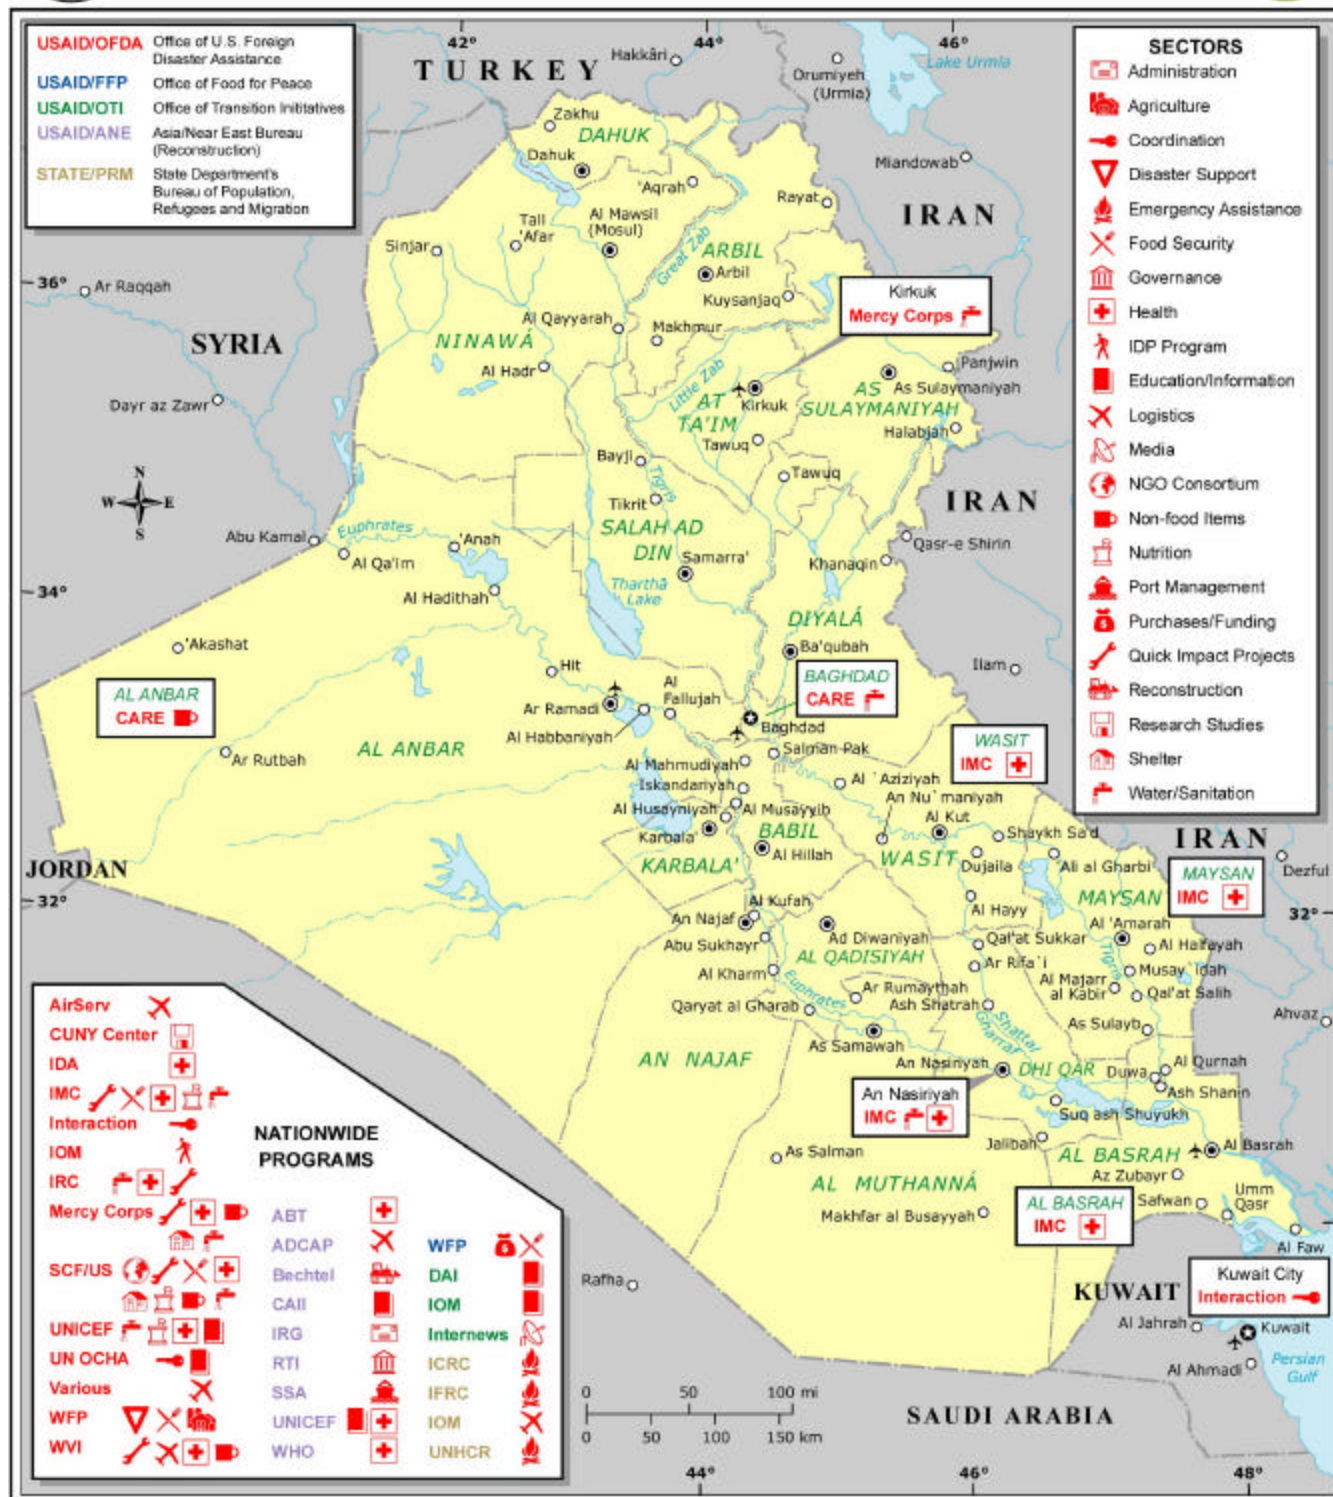 USAID/OFDA Office of U.S. Foreign
Disaster Assistance
USAID/FFP Office of Food for Peace
USAID/OTI Office of Transition Inititatives
USAID/ANE Asia/Near East Bureau
(Reconstruction)
STATE/PRM State Department's
Bureau of Population,
Refugees and Migration
SECTORS
Administration
Agriculture
Coordination
Disaster Support
Emergency Assistance
Food Security
Governance
Health
IDP Program
Education/Information
Logistics
Media
NGO Consortium
Non-food Items
Nutrition
Port Management
Purchases/Funding
Quick Impact Projects
Reconstruction
Research Studies
Shelter
Water/Sanitation
42°
44°
46°
TURKEY
Hakkâri
Orumiyeh
(Urmia)
Lake Urmia
Zakhu
DAHUK
Dahuk
Miandowab
'Aqrah
Rayat
IRAN
Tall
'Afar
Al Mawsil
(Mosul)
Sinjar
Great Zab
ARBIL
Arbil
36°
Ar Raqqah
Kuysanjaq
Kirkuk
Mercy Corps
Al Qayyarah
Makhmur
SYRIA
NINAWÁ
Al Hadr
Panjwin
Little Zab
As Sulaymaniyah
Dayr az Zawr
Kirkuk
AT
TA'IM
AS
SULAYMANIYAH
Halabjah
Tawuq
Bayji
Tigris
Tawuq
N
W E
S
Tikrit
IRAN
SALAH AD
DIN
Euphrates
Abu Kamal
'Anah
Al Qa'im
Samarra'
Qasr-e Shirin
Khanaqin
34°
Al Hadithah
Tharthā
Lake
DIYALÁ
'Akashat
Ba'qubah
Hit
Ilam
AL ANBAR
CARE
Al
Fallujah
BAGHDAD
CARE
Ar Ramadi
Al Habbaniyah
Baghdad
Ar Rutbah
AL ANBAR
Salman Pak
WASIT
IMC
Al Mahmudiyah
Iskandariyah
Al `Aziziyah
An Nu`maniyah
Al Husayniyah
Al Musayyib
Al Kut
Karbala'
BABIL
Shaykh Sa'd
IRAN
JORDAN
KARBALA'
Al Hillah
WASIT
Dujaila
'Ali al Gharbi
Dezful
MAYSAN
IMC
32°
Al Kufah
Al Hayy
MAYSAN
32°
An Najaf
Ad Diwaniyah
Al 'Amarah
Abu Sukhayr
AL QADISIYAH
Qal'at Sukkar
Al Halfayah
Al Kharm
Ar Rifa`i
Tigris
Musay`idah
Al Majarr
al Kabir
Euphrates
Ar Rumaythah
Qal'at Salih
Qaryat al Gharab
Ash Shatrah
Ahvaz
Shattal
Gharraf
As Sulayb
AN NAJAF
As Samawah
An Nasiriyah
DHI QAR
Duwa
Al Qurnah
Ash Shanin
An Nasiriyah
IMC
Suq ash Shuyukh
Jalibah
Al Basrah
As Salman
AL BASRAH
Az Zubayr
AL MUTHANNÁ
AL BASRAH
IMC
Safwan
Umm
Qasr
Makhfar al Busayyah
Al Faw
Rafha
KUWAIT
Kuwait City
Interaction
Al Jahrah
Kuwait
Al Ahmadi
Persian
Gulf
SAUDI ARABIA
0 50 100 mi
0 50 100 150 km
44°
46°
48°
NATIONWIDE
PROGRAMS
AirServ
CUNY Center
IDA
IMC
Interaction
IOM
IRC
Mercy Corps
SCF/US
UNICEF
UN OCHA
Various
WFP
WVI
ABT
ADCAP
Bechtel
CAII
IRG
RTI
SSA
UNICEF
WHO
WFP
DAI
IOM
Internews
ICRC
IFRC
IOM
UNHCR